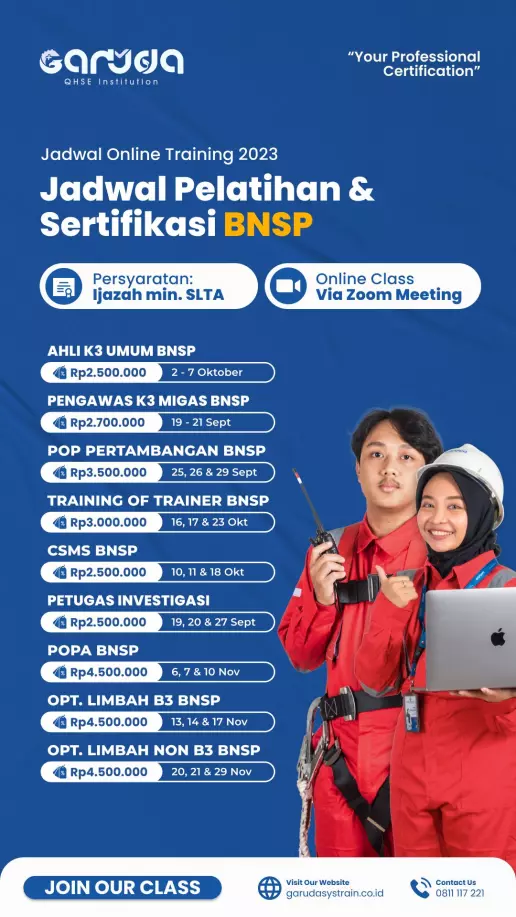 GARUDA
QHSE Institution
“Your Professional
Certification”
Jadwal Online Training 2023
Jadwal Pelatihan &
Sertifikasi BNSP
Persyaratan:
Ijazah min. SLTA
Online Class
Via Zoom Meeting
AHLI K3 UMUM BNSP
Rp2.500.000 2 - 7 Oktober
PENGAWAS K3 MIGAS BNSP
Rp2.700.000 19 - 21 Sept
POP PERTAMBANGAN BNSP
Rp3.500.000 25, 26 & 29 Sept
TRAINING OF TRAINER BNSP
Rp3.000.000 16, 17 & 23 Okt
CSMS BNSP
Rp2.500.000 10, 11 & 18 Okt
PETUGAS INVESTIGASI
Rp2.500.000 19, 20 & 27 Sept
POPA BNSP
Rp4.500.000 6, 7 & 10 Nov
OPT. LIMBAH B3 BNSP
Rp4.500.000 13, 14 & 17 Nov
OPT. LIMBAH NON B3 BNSP
Rp4.500.000 20, 21 & 29 Nov
JOIN OUR CLASS
Visit Our Website
garudasystrain.co.id
Contact Us
0811 117 221